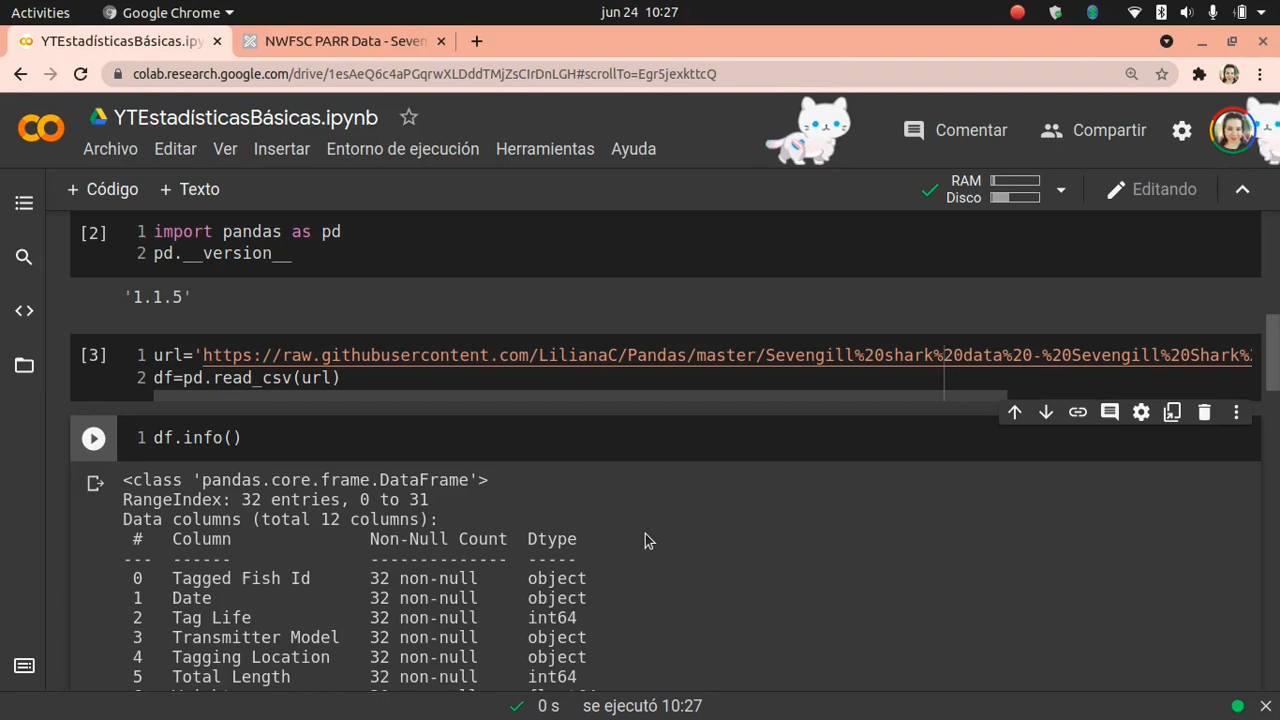 Activities
Google Chrome
jun 24 10:27
YTEstadísticasBásicas.ipy
NWFSC PARR Data - Seven
colab.research.google.com/drive/1esAeQ6c4aPGqrwXLDddTMjZsCIrDnLGH#scrollTo=Egr5jexkttcQ
CO
YTEstadísticasBásicas.ipynb
Comentar
Compartir
Archivo Editar Ver Insertar Entorno de ejecución Herramientas Ayuda
+ Código + Texto
RAM
Disco
Editando
[2] 1 import pandas as pd
2 pd.__version__
'1.1.5'
[3] 1 url='https://raw.githubusercontent.com/LilianaC/Pandas/master/Sevengill%20shark%20data%20-%20Sevengill%20Shark%
2 df=pd.read_csv(url)
1 df.info()
<class 'pandas.core.frame.DataFrame'>
RangeIndex: 32 entries, 0 to 31
Data columns (total 12 columns):
# Column Non-Null Count Dtype
--- ------ -------------- -----
0 Tagged Fish Id 32 non-null object
1 Date 32 non-null object
2 Tag Life 32 non-null int64
3 Transmitter Model 32 non-null object
4 Tagging Location 32 non-null object
5 Total Length 32 non-null int64
0 s se ejecutó 10:27